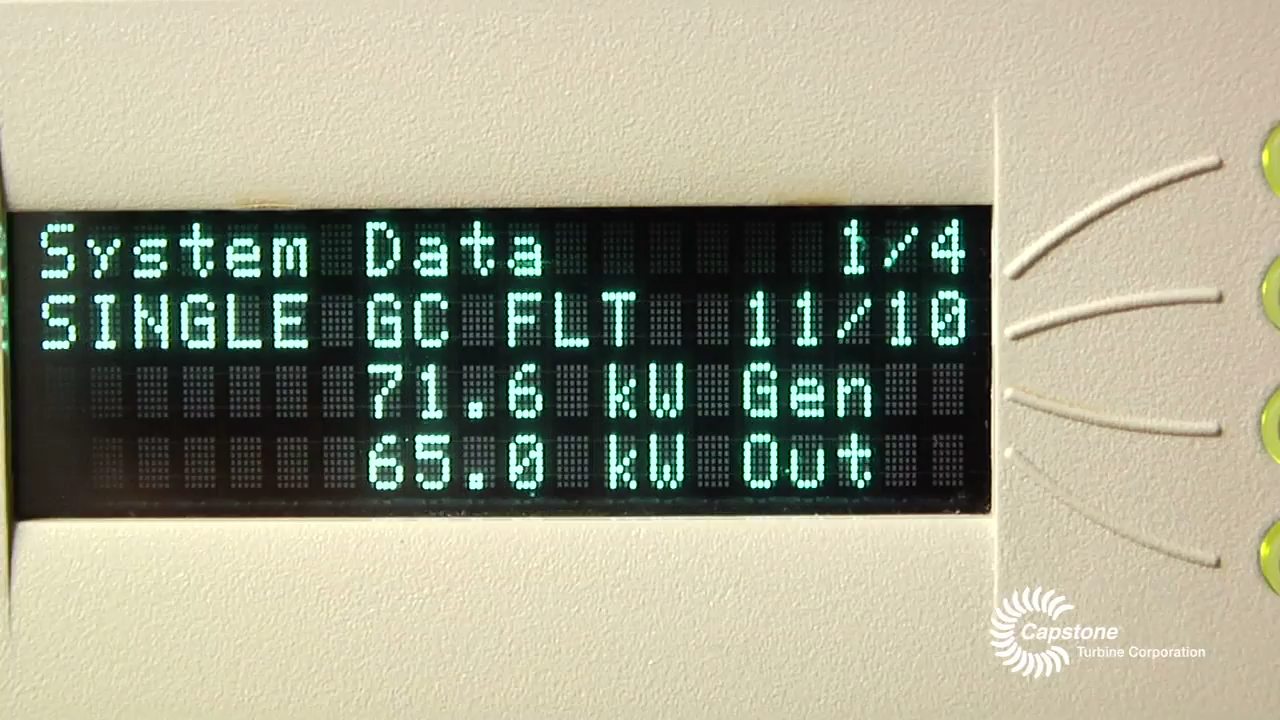 System Data 1/4
SINGLE GC FLT 11/10
71.6 kW Gen
65.0 kW Out
Capstone
Turbine Corporation